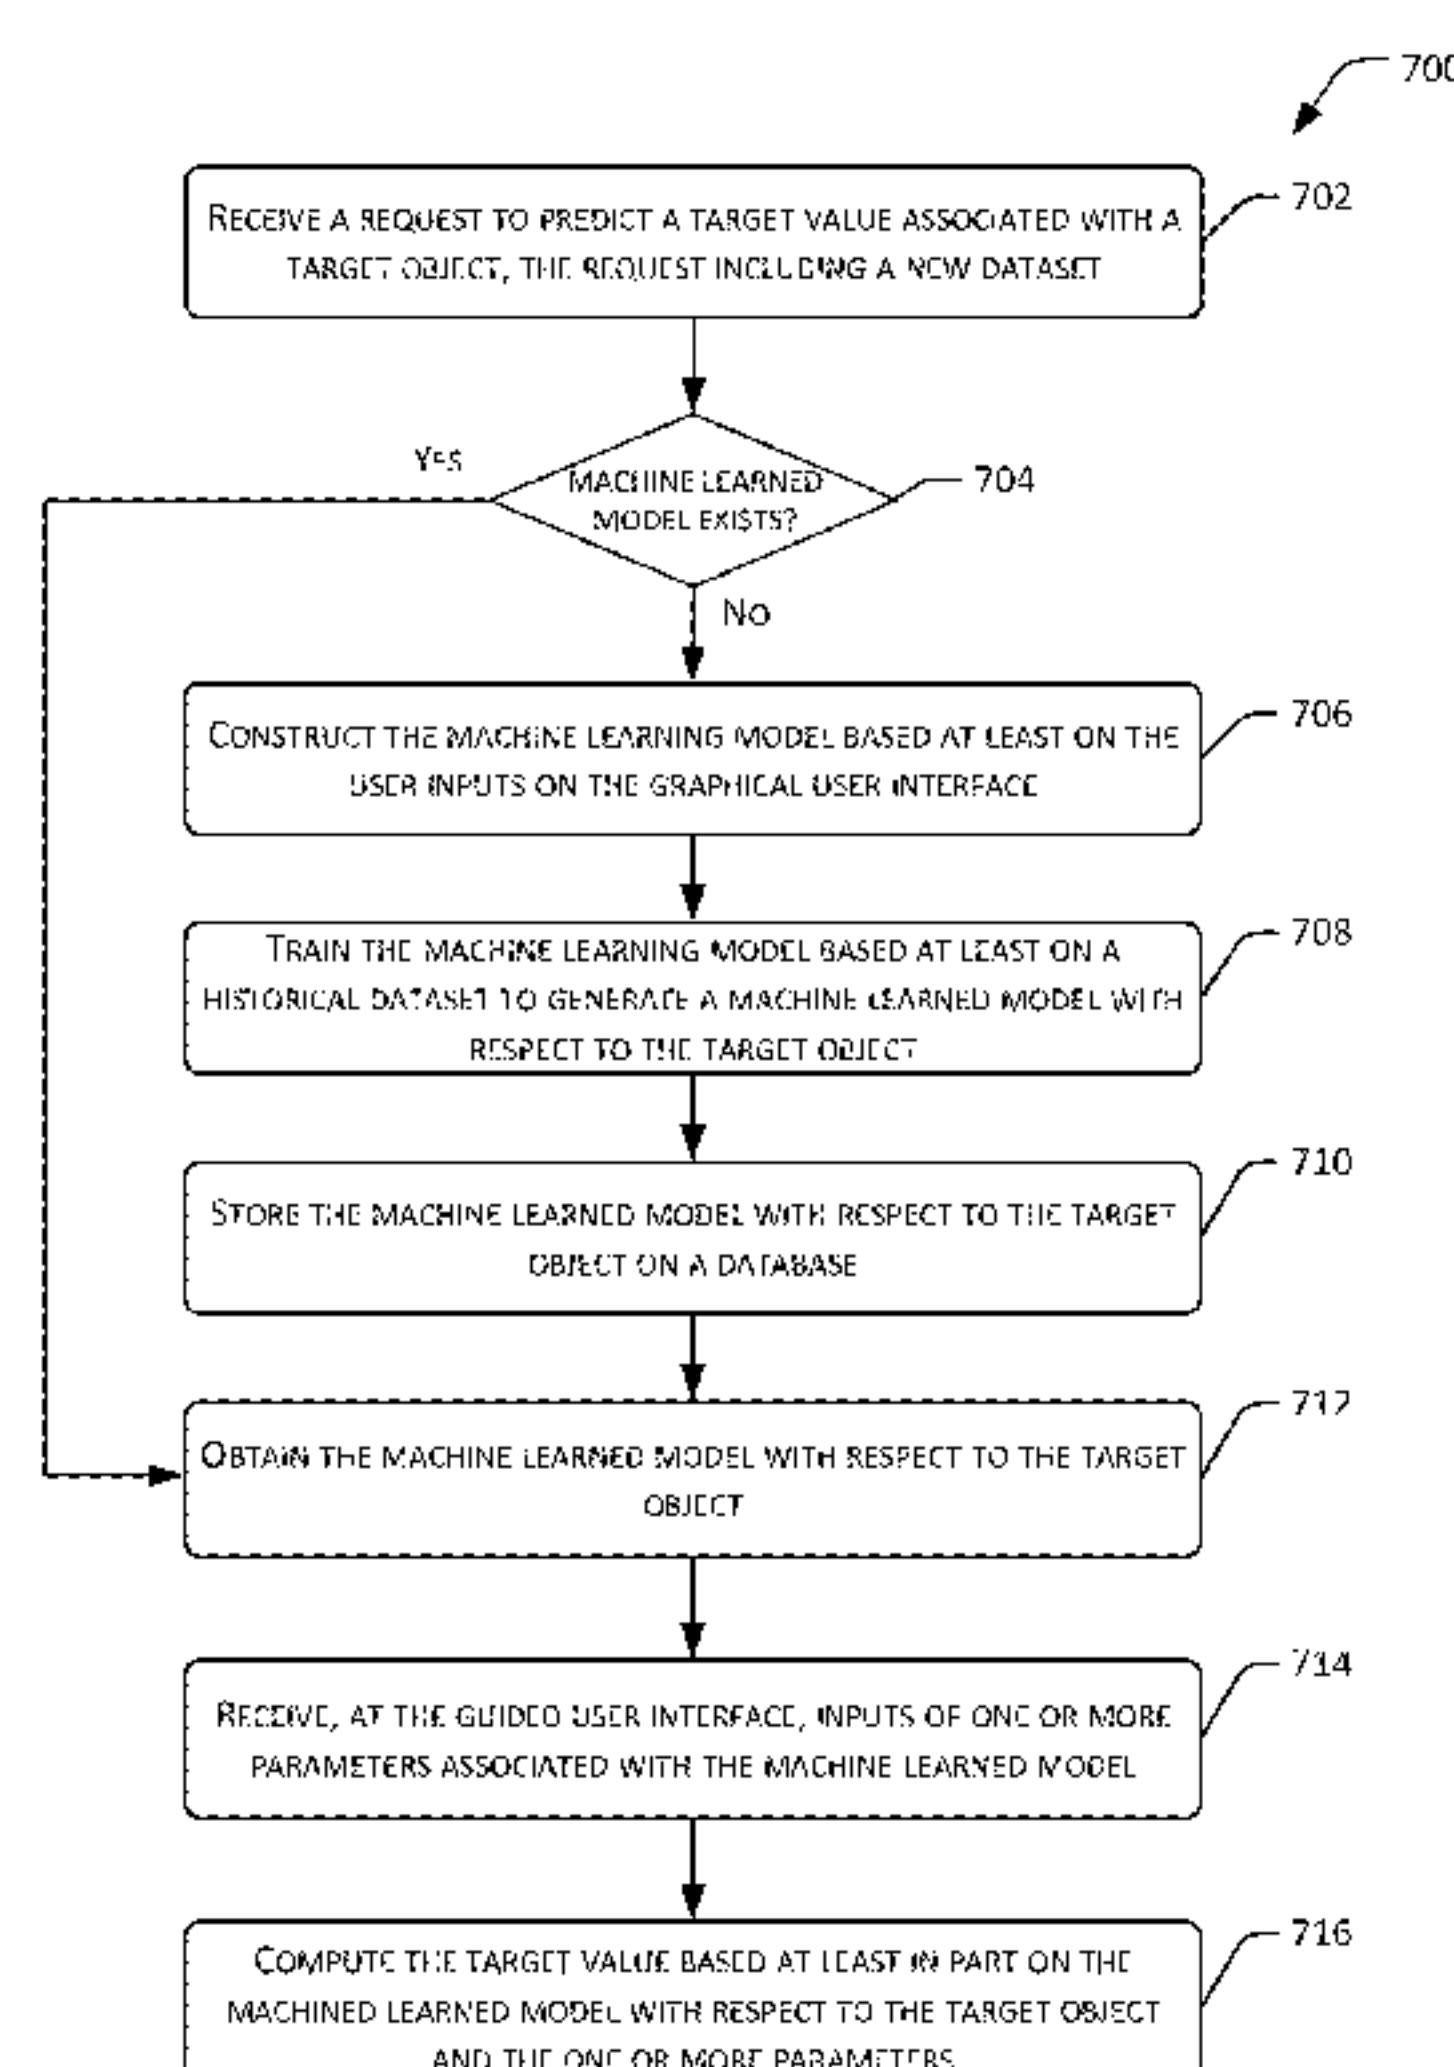 700
RECEIVE A REQUEST TO PREDICT A TARGET VALUE ASSOCIATED WITH A
TARGET OBJECT, THE REQUEST INCLUDING A NEW DATASET
702
YES
MACHINE LEARNED
MODEL EXISTS?
704
NO
CONSTRUCT THE MACHINE LEARNING MODEL BASED AT LEAST ON THE
USER INPUTS ON THE GRAPHICAL USER INTERFACE
706
TRAIN THE MACHINE LEARNING MODEL BASED AT LEAST ON A
HISTORICAL DATASET TO GENERATE A MACHINE LEARNED MODEL WITH
RESPECT TO THE TARGET OBJECT
708
STORE THE MACHINE LEARNED MODEL WITH RESPECT TO THE TARGET
OBJECT ON A DATABASE
710
OBTAIN THE MACHINE LEARNED MODEL WITH RESPECT TO THE TARGET
OBJECT
712
RECEIVE, AT THE GUIDED USER INTERFACE, INPUTS OF ONE OR MORE
PARAMETERS ASSOCIATED WITH THE MACHINE LEARNED MODEL
714
COMPUTE THE TARGET VALUE BASED AT LEAST IN PART ON THE
MACHINED LEARNED MODEL WITH RESPECT TO THE TARGET OBJECT
AND THE ONE OR MORE PARAMETERS
716